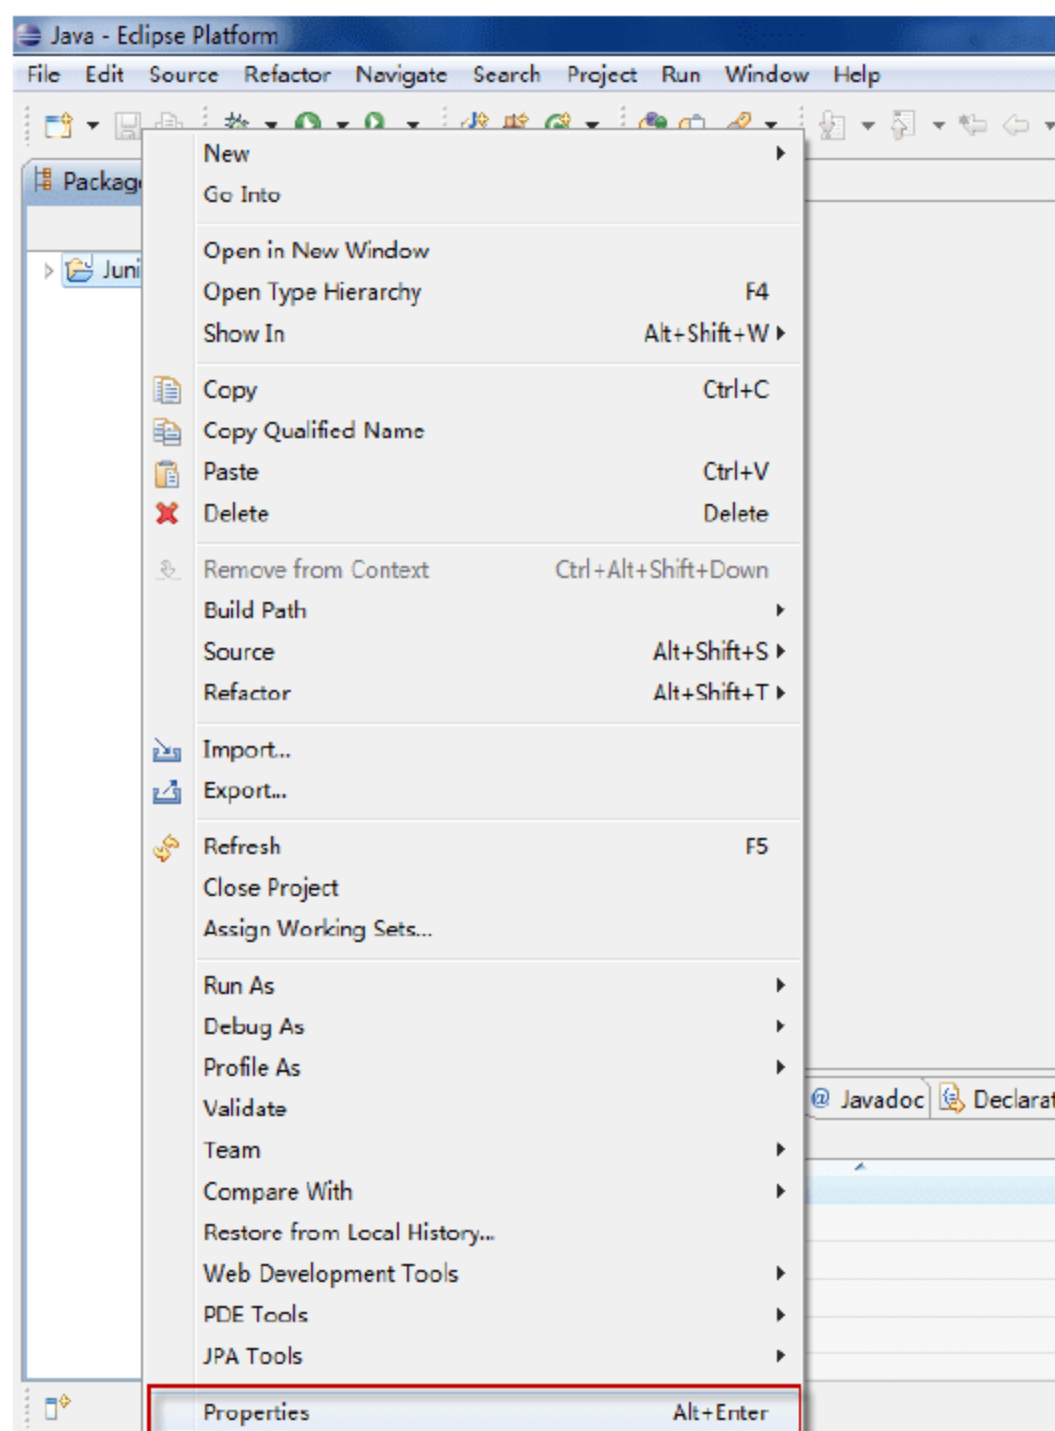 Java - Eclipse Platform
File Edit Source Refactor Navigate Search Project Run Window Help
New
Go Into
Open in New Window
Open Type Hierarchy F4
Show In Alt+Shift+W
Copy Ctrl+C
Copy Qualified Name
Paste Ctrl+V
Delete Delete
Remove from Context Ctrl+Alt+Shift+Down
Build Path
Source Alt+Shift+S
Refactor Alt+Shift+T
Import...
Export...
Refresh F5
Close Project
Assign Working Sets...
Run As
Debug As
Profile As
Validate
Team
Compare With
Restore from Local History...
Web Development Tools
PDE Tools
JPA Tools
Properties Alt+Enter
Packag
Juni
@ Javadoc Declarat